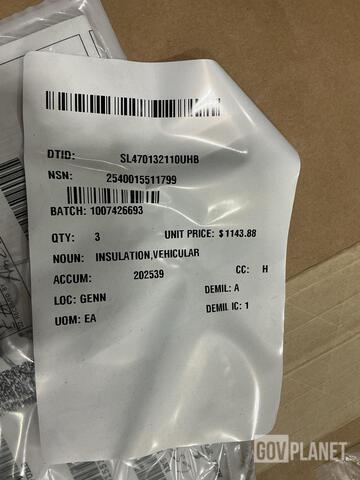 DTID: SL470132110UHB
NSN: 2540015511799
BATCH: 1007426693
QTY: 3 UNIT PRICE: $1143.88
NOUN: INSULATION,VEHICULAR
ACCUM: 202539 CC: H
LOC: GENN DEMIL: A
UOM: EA DEMIL IC: 1
GOVPLANET